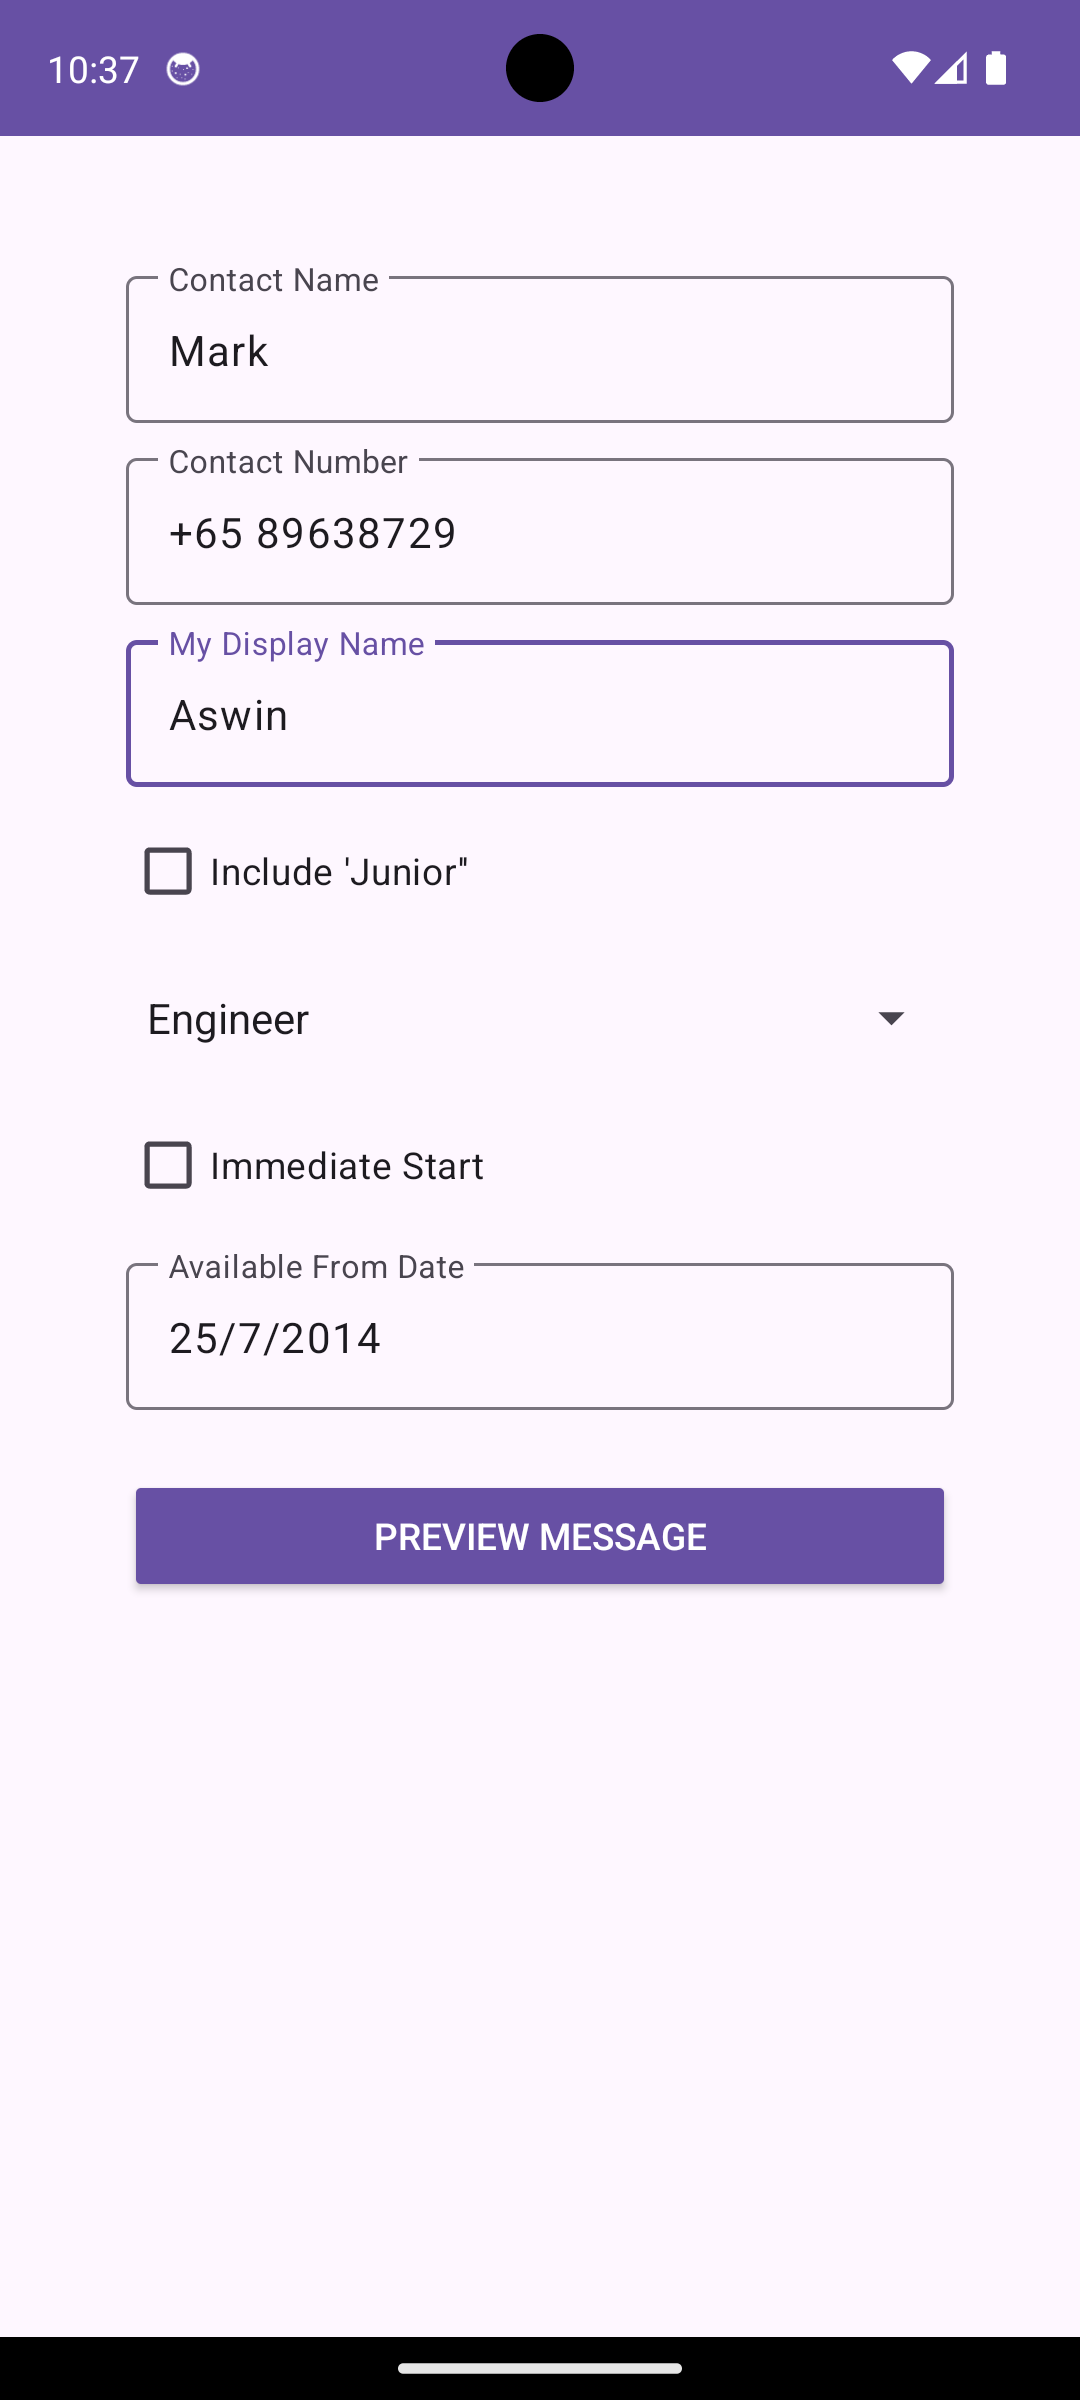 10:37
Contact Name
Mark
Contact Number
+65 89638729
My Display Name
Aswin
Include 'Junior"
Engineer
Immediate Start
Available From Date
25/7/2014
PREVIEW MESSAGE